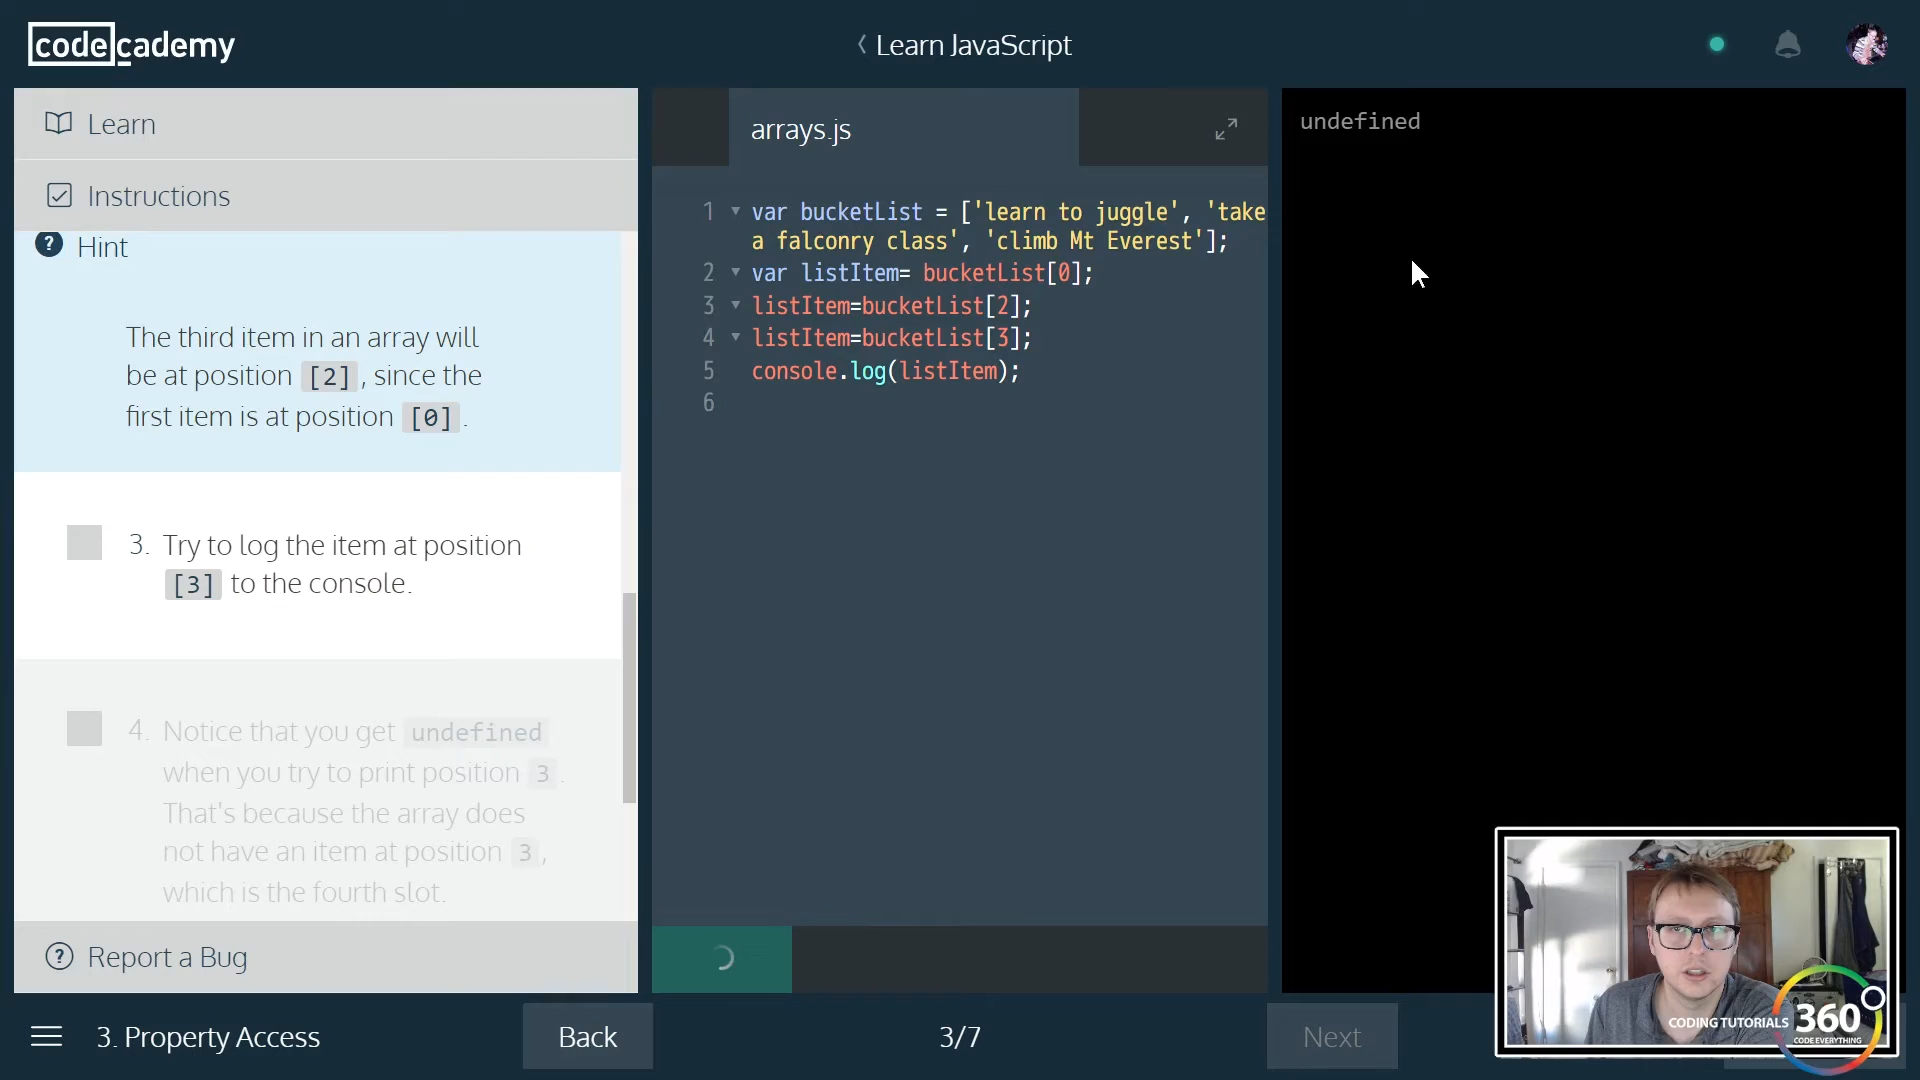 codecademy
Learn JavaScript
Learn
Instructions
? Hint
The third item in an array will
be at position [2], since the
first item is at position [0].
3. Try to log the item at position
[3] to the console.
4. Notice that you get undefined
when you try to print position 3.
That's because the array does
not have an item at position 3,
which is the fourth slot.
? Report a Bug
arrays.js
1 var bucketList = ['learn to juggle', 'take
a falconry class', 'climb Mt Everest'];
2 var listItem= bucketList[0];
3 listItem=bucketList[2];
4 listItem=bucketList[3];
5 console.log(listItem);
6
undefined
CODING TUTORIALS 360
CODE EVERYTHING
3. Property Access
Back
3/7
Next